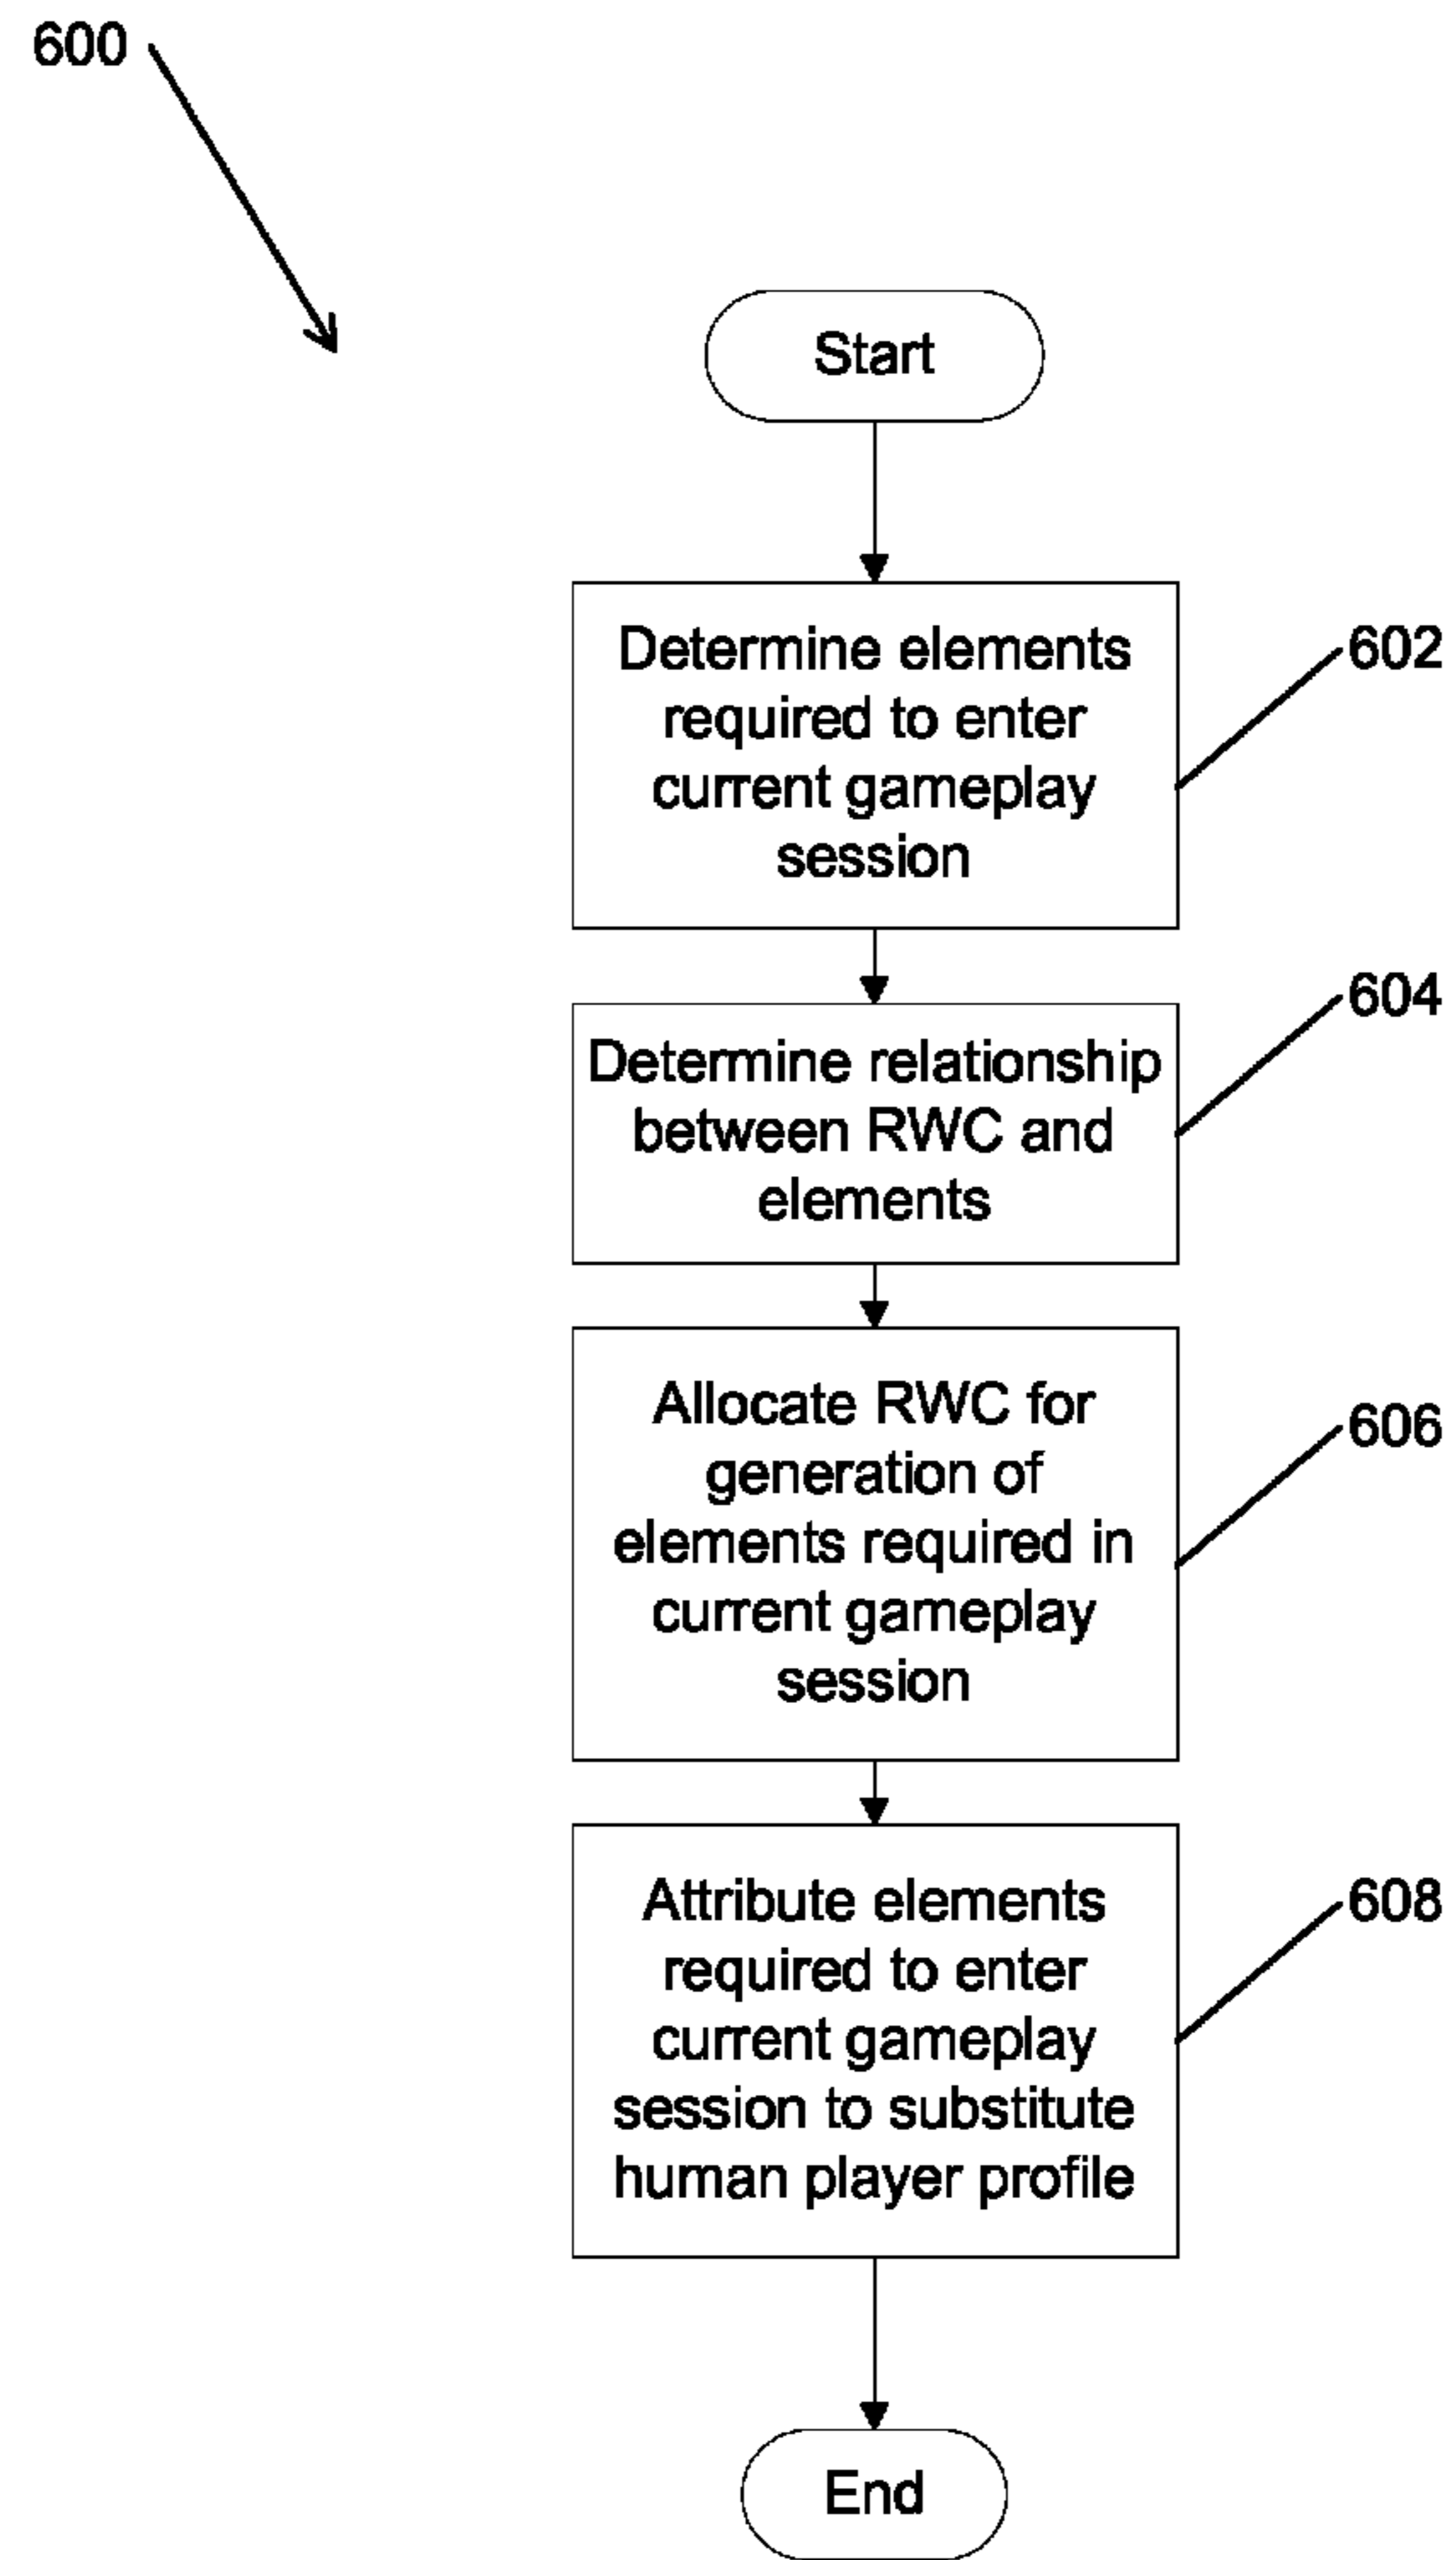 600
Start
Determine elements
required to enter
current gameplay
session
602
Determine relationship
between RWC and
elements
604
Allocate RWC for
generation of
elements required in
current gameplay
session
606
Attribute elements
required to enter
current gameplay
session to substitute
human player profile
608
End